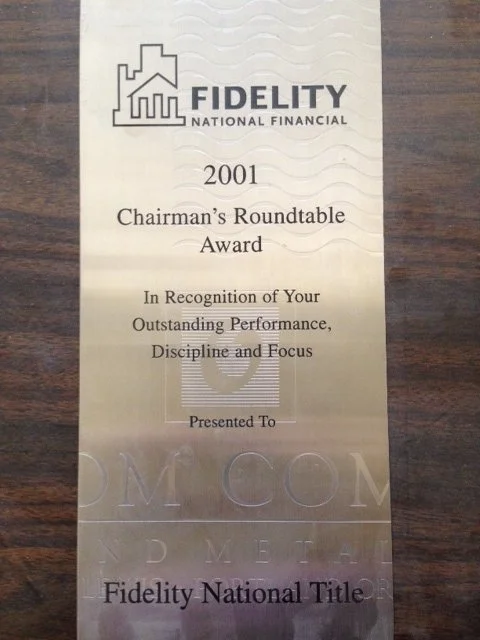 FIDELITY
NATIONAL FINANCIAL
2001
Chairman's Roundtable
Award
In Recognition of Your
Outstanding Performance,
Discipline and Focus
Presented To
COM
Fidelity National Title